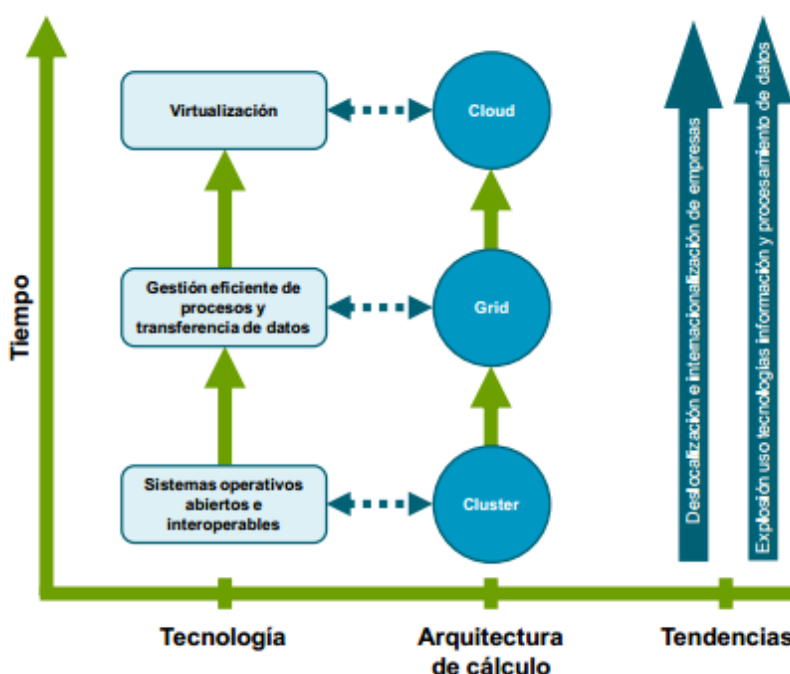 Tiempo
Virtualización
Cloud
Gestión eficiente de
procesos y
transferencia de datos
Grid
Sistemas operativos
abiertos e
interoperables
Cluster
Deslocalización e internacionalización de empresas
Explosión uso tecnologías información y procesamiento de datos
Tecnología
Arquitectura
de cálculo
Tendencias